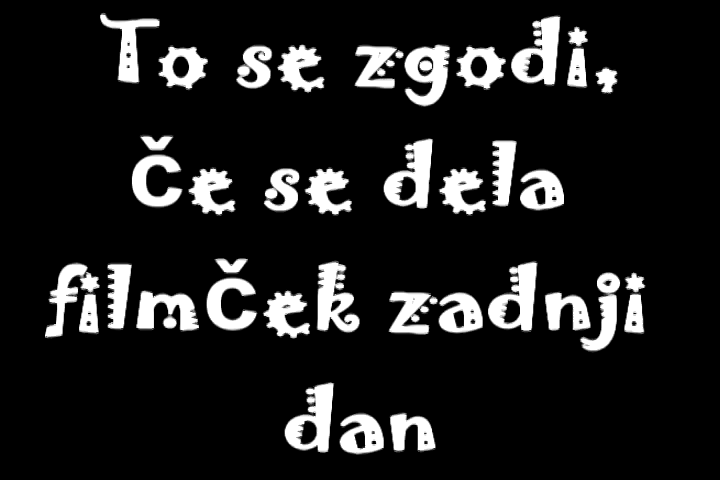 To se zgodi,
Če se dela
filmČek zadnji
dan